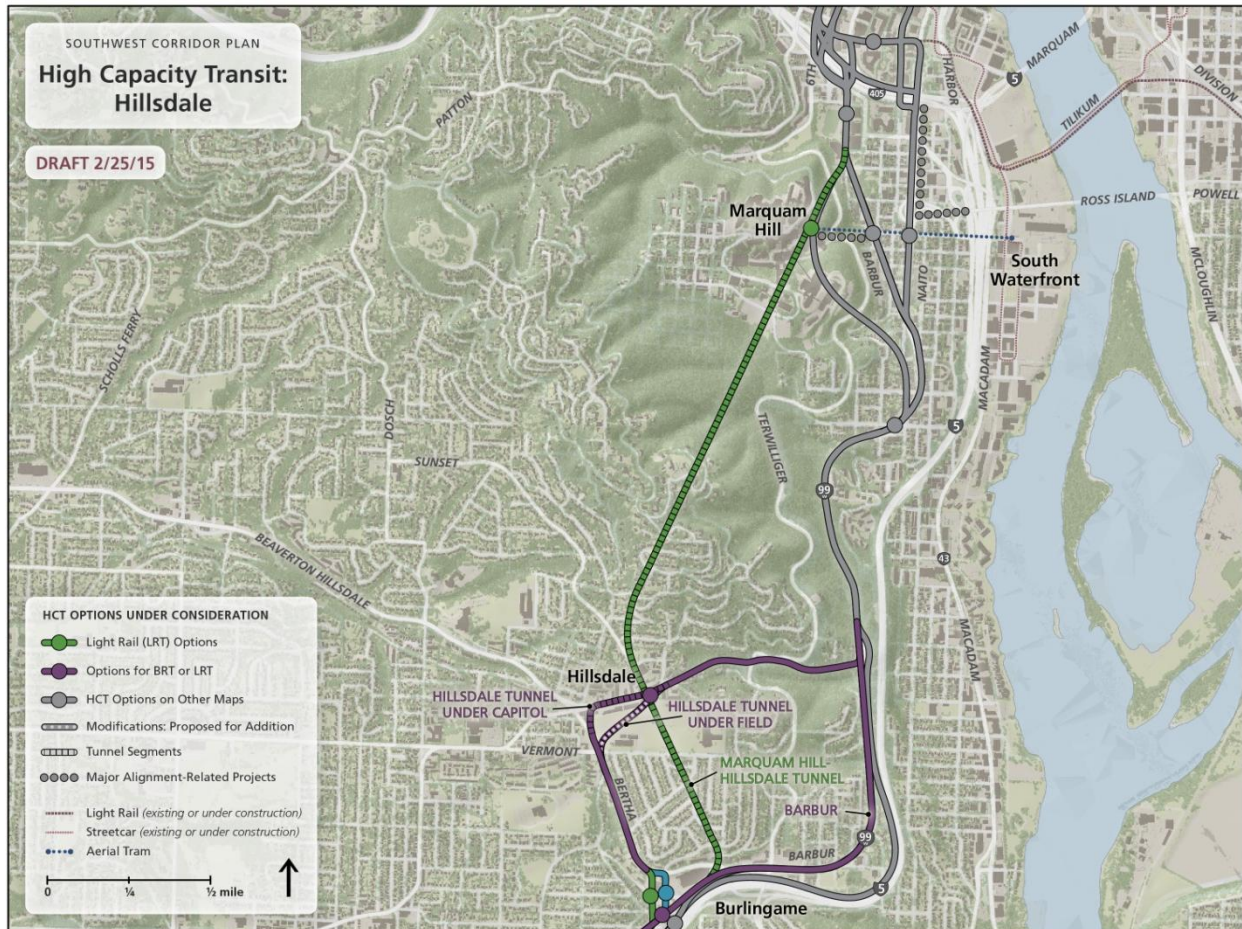 SOUTHWEST CORRIDOR PLAN
High Capacity Transit:
Hillsdale
DRAFT 2/25/15
PATTON
6TH
405
HARBOR
MARQUAM
5
DIVISION
TILIKUM
ROSS ISLAND
POWELL
Marquam
Hill
BARBUR
NAITO
South
Waterfront
MCLOUGHLIN
SCHOLLS FERRY
DOSCH
MACADAM
TERWILLIGER
5
SUNSET
99
BEAVERTON HILLSDALE
43
MACADAM
HCT OPTIONS UNDER CONSIDERATION
Light Rail (LRT) Options
Options for BRT or LRT
HCT Options on Other Maps
Modifications: Proposed for Addition
Tunnel Segments
Major Alignment-Related Projects
Light Rail (existing or under construction)
Streetcar (existing or under construction)
Aerial Tram
0 ¼ ½ mile
Hillsdale
HILLSDALE TUNNEL
UNDER CAPITOL
HILLSDALE TUNNEL
UNDER FIELD
VERMONT
MARQUAM HILL-
HILLSDALE TUNNEL
BERTHA
BARBUR
99
BARBUR
5
Burlingame